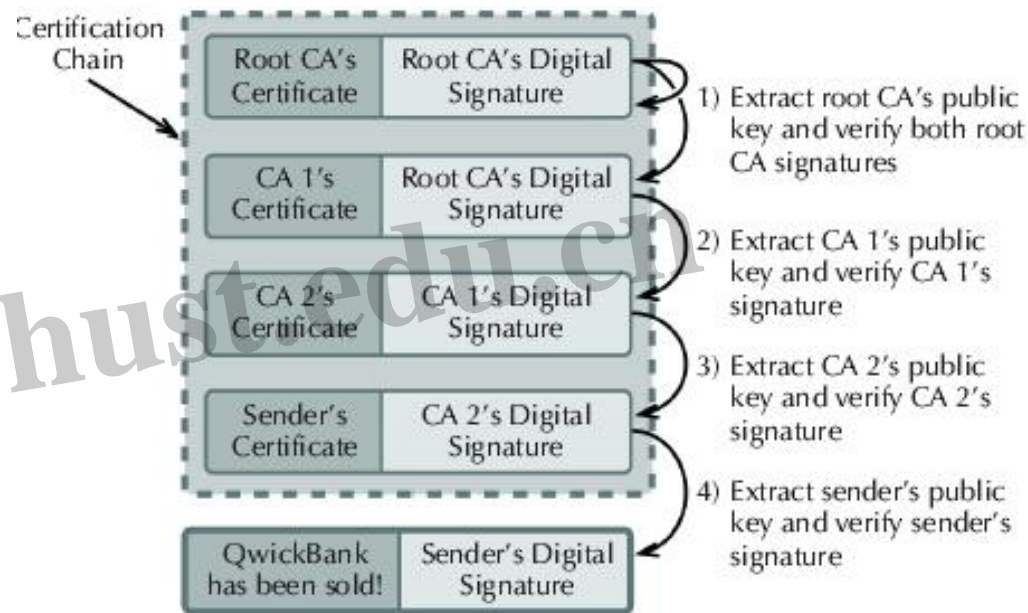 Certification
Chain
Root CA's
Certificate
Root CA's Digital
Signature
1) Extract root CA's public
key and verify both root
CA signatures
CA 1's
Certificate
Root CA's Digital
Signature
2) Extract CA 1's public
key and verify CA 1's
signature
CA 2's
Certificate
CA 1's Digital
Signature
3) Extract CA 2's public
key and verify CA 2's
signature
Sender's
Certificate
CA 2's Digital
Signature
4) Extract sender's public
key and verify sender's
signature
QwickBank
has been sold!
Sender's Digital
Signature
hust.edu.cn